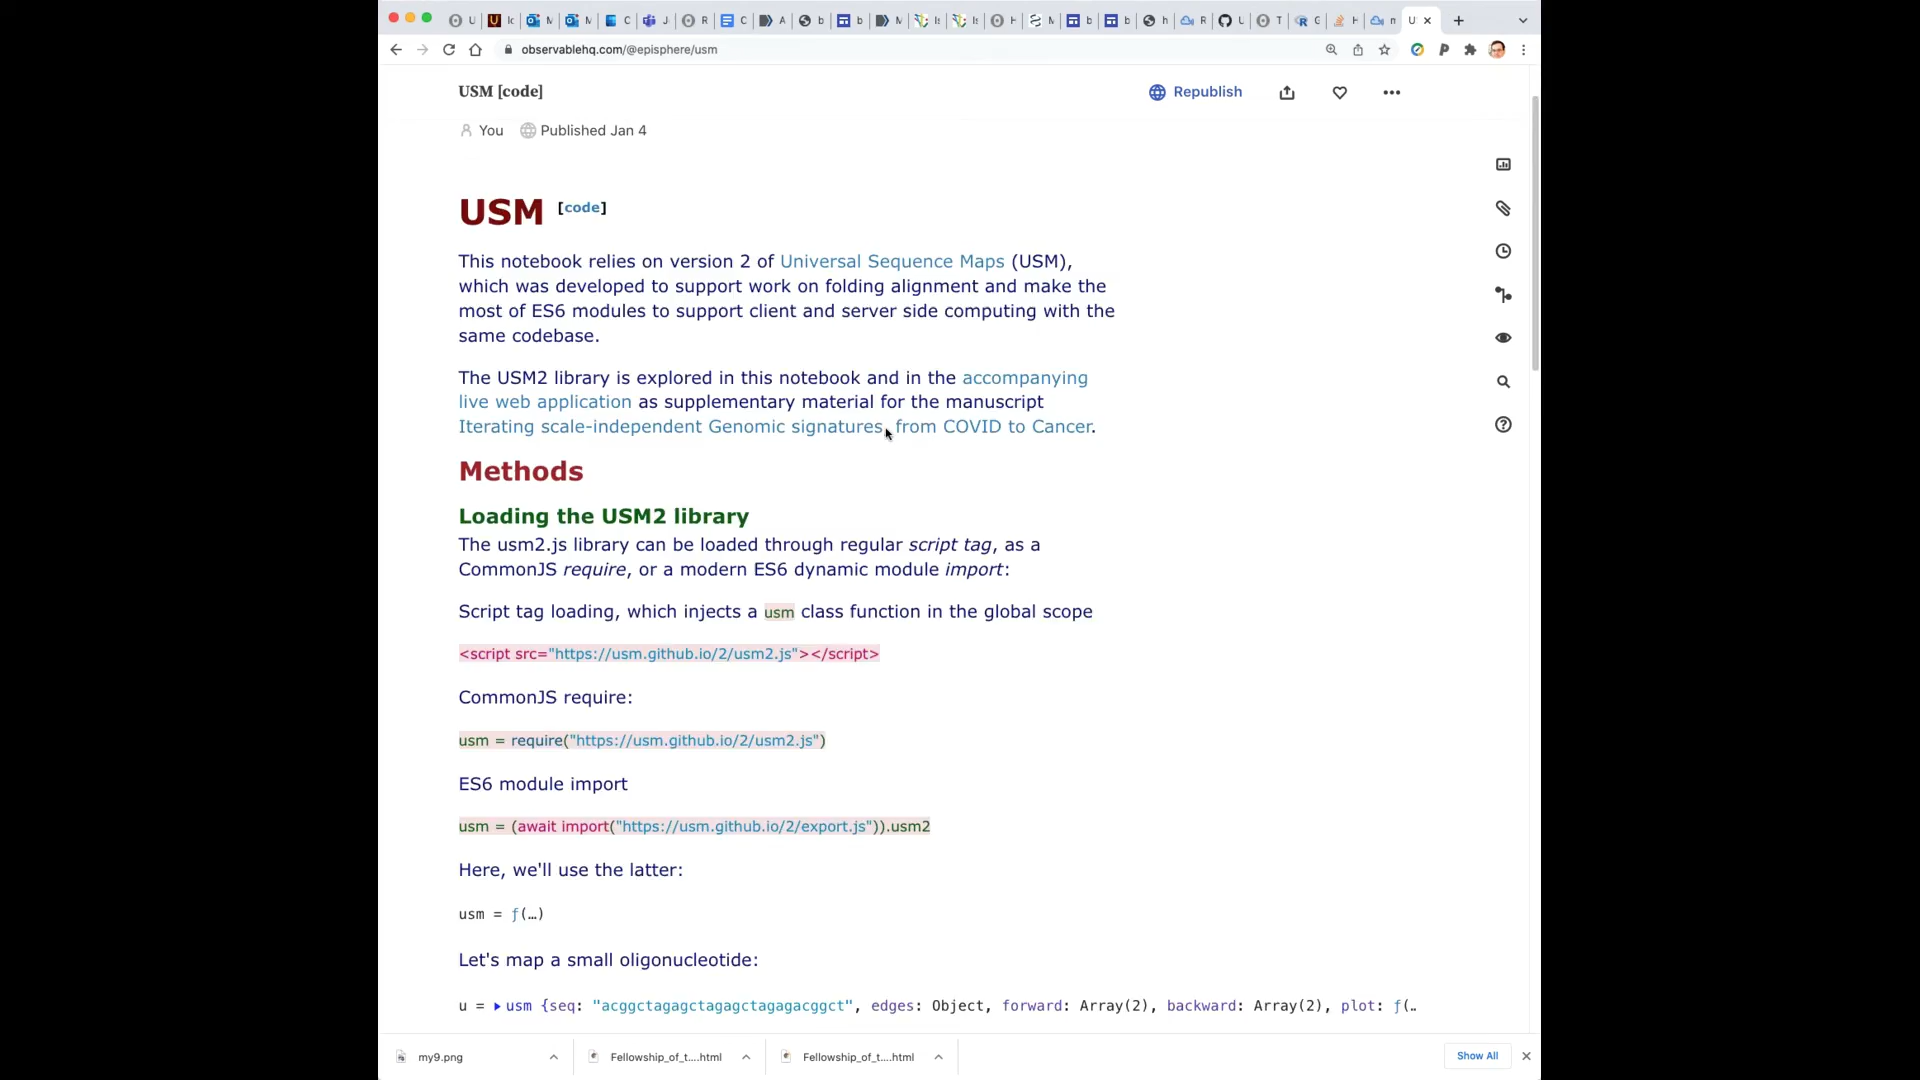 observablehq.com/@episphere/usm
USM [code]
Republish
You
Published Jan 4
USM [code]
This notebook relies on version 2 of Universal Sequence Maps (USM),
which was developed to support work on folding alignment and make the
most of ES6 modules to support client and server side computing with the
same codebase.
The USM2 library is explored in this notebook and in the accompanying
live web application as supplementary material for the manuscript
Iterating scale-independent Genomic signatures, from COVID to Cancer.
Methods
Loading the USM2 library
The usm2.js library can be loaded through regular script tag, as a
CommonJS require, or a modern ES6 dynamic module import:
Script tag loading, which injects a usm class function in the global scope
<script src="https://usm.github.io/2/usm2.js"></script>
CommonJS require:
usm = require("https://usm.github.io/2/usm2.js")
ES6 module import
usm = (await import("https://usm.github.io/2/export.js")).usm2
Here, we'll use the latter:
usm = ƒ(…)
Let's map a small oligonucleotide:
u = ▸ usm {seq: "acggctagagctagagctagagacggct", edges: Object, forward: Array(2), backward: Array(2), plot: ƒ(…
my9.png
Fellowship_of_t....html
Fellowship_of_t....html
Show All